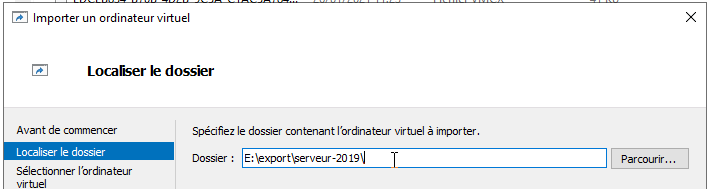 Importer un ordinateur virtuel
Localiser le dossier
Avant de commencer
Localiser le dossier
Sélectionner l'ordinateur
virtuel
Spécifiez le dossier contenant l'ordinateur virtuel à importer.
Dossier : E:\export\serveur-2019\ Parcourir...